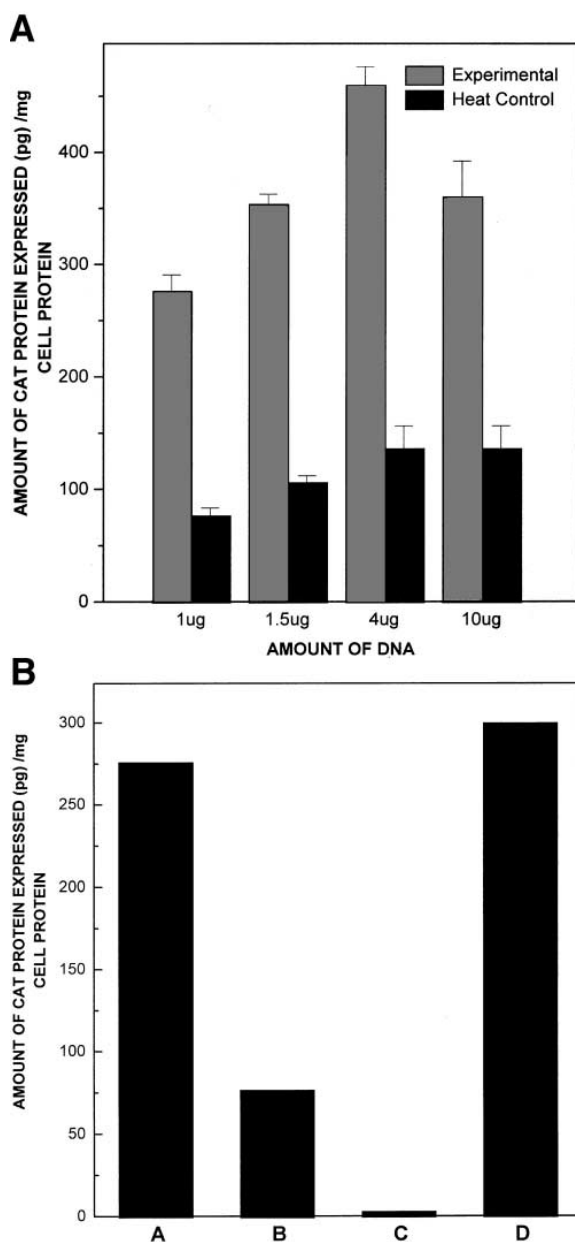 A
AMOUNT OF CAT PROTEIN EXPRESSED (pg) /mg
CELL PROTEIN
Experimental
Heat Control
400
300
200
100
0
1ug 1.5ug 4ug 10ug
AMOUNT OF DNA
B
AMOUNT OF CAT PROTEIN EXPRESSED (pg) /mg
CELL PROTEIN
300
250
200
150
100
50
0
A B C D